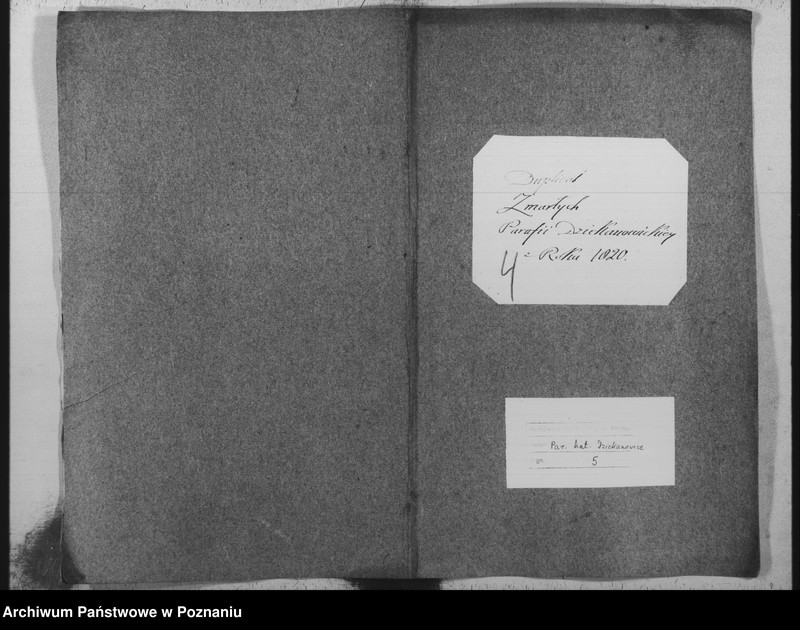 Duplicat
Zmarłych
Parafii Dziekanowickiey
z Roku 1820.
4
Par. kat. Dziekanowice
5
Archiwum Państwowe w Poznaniu